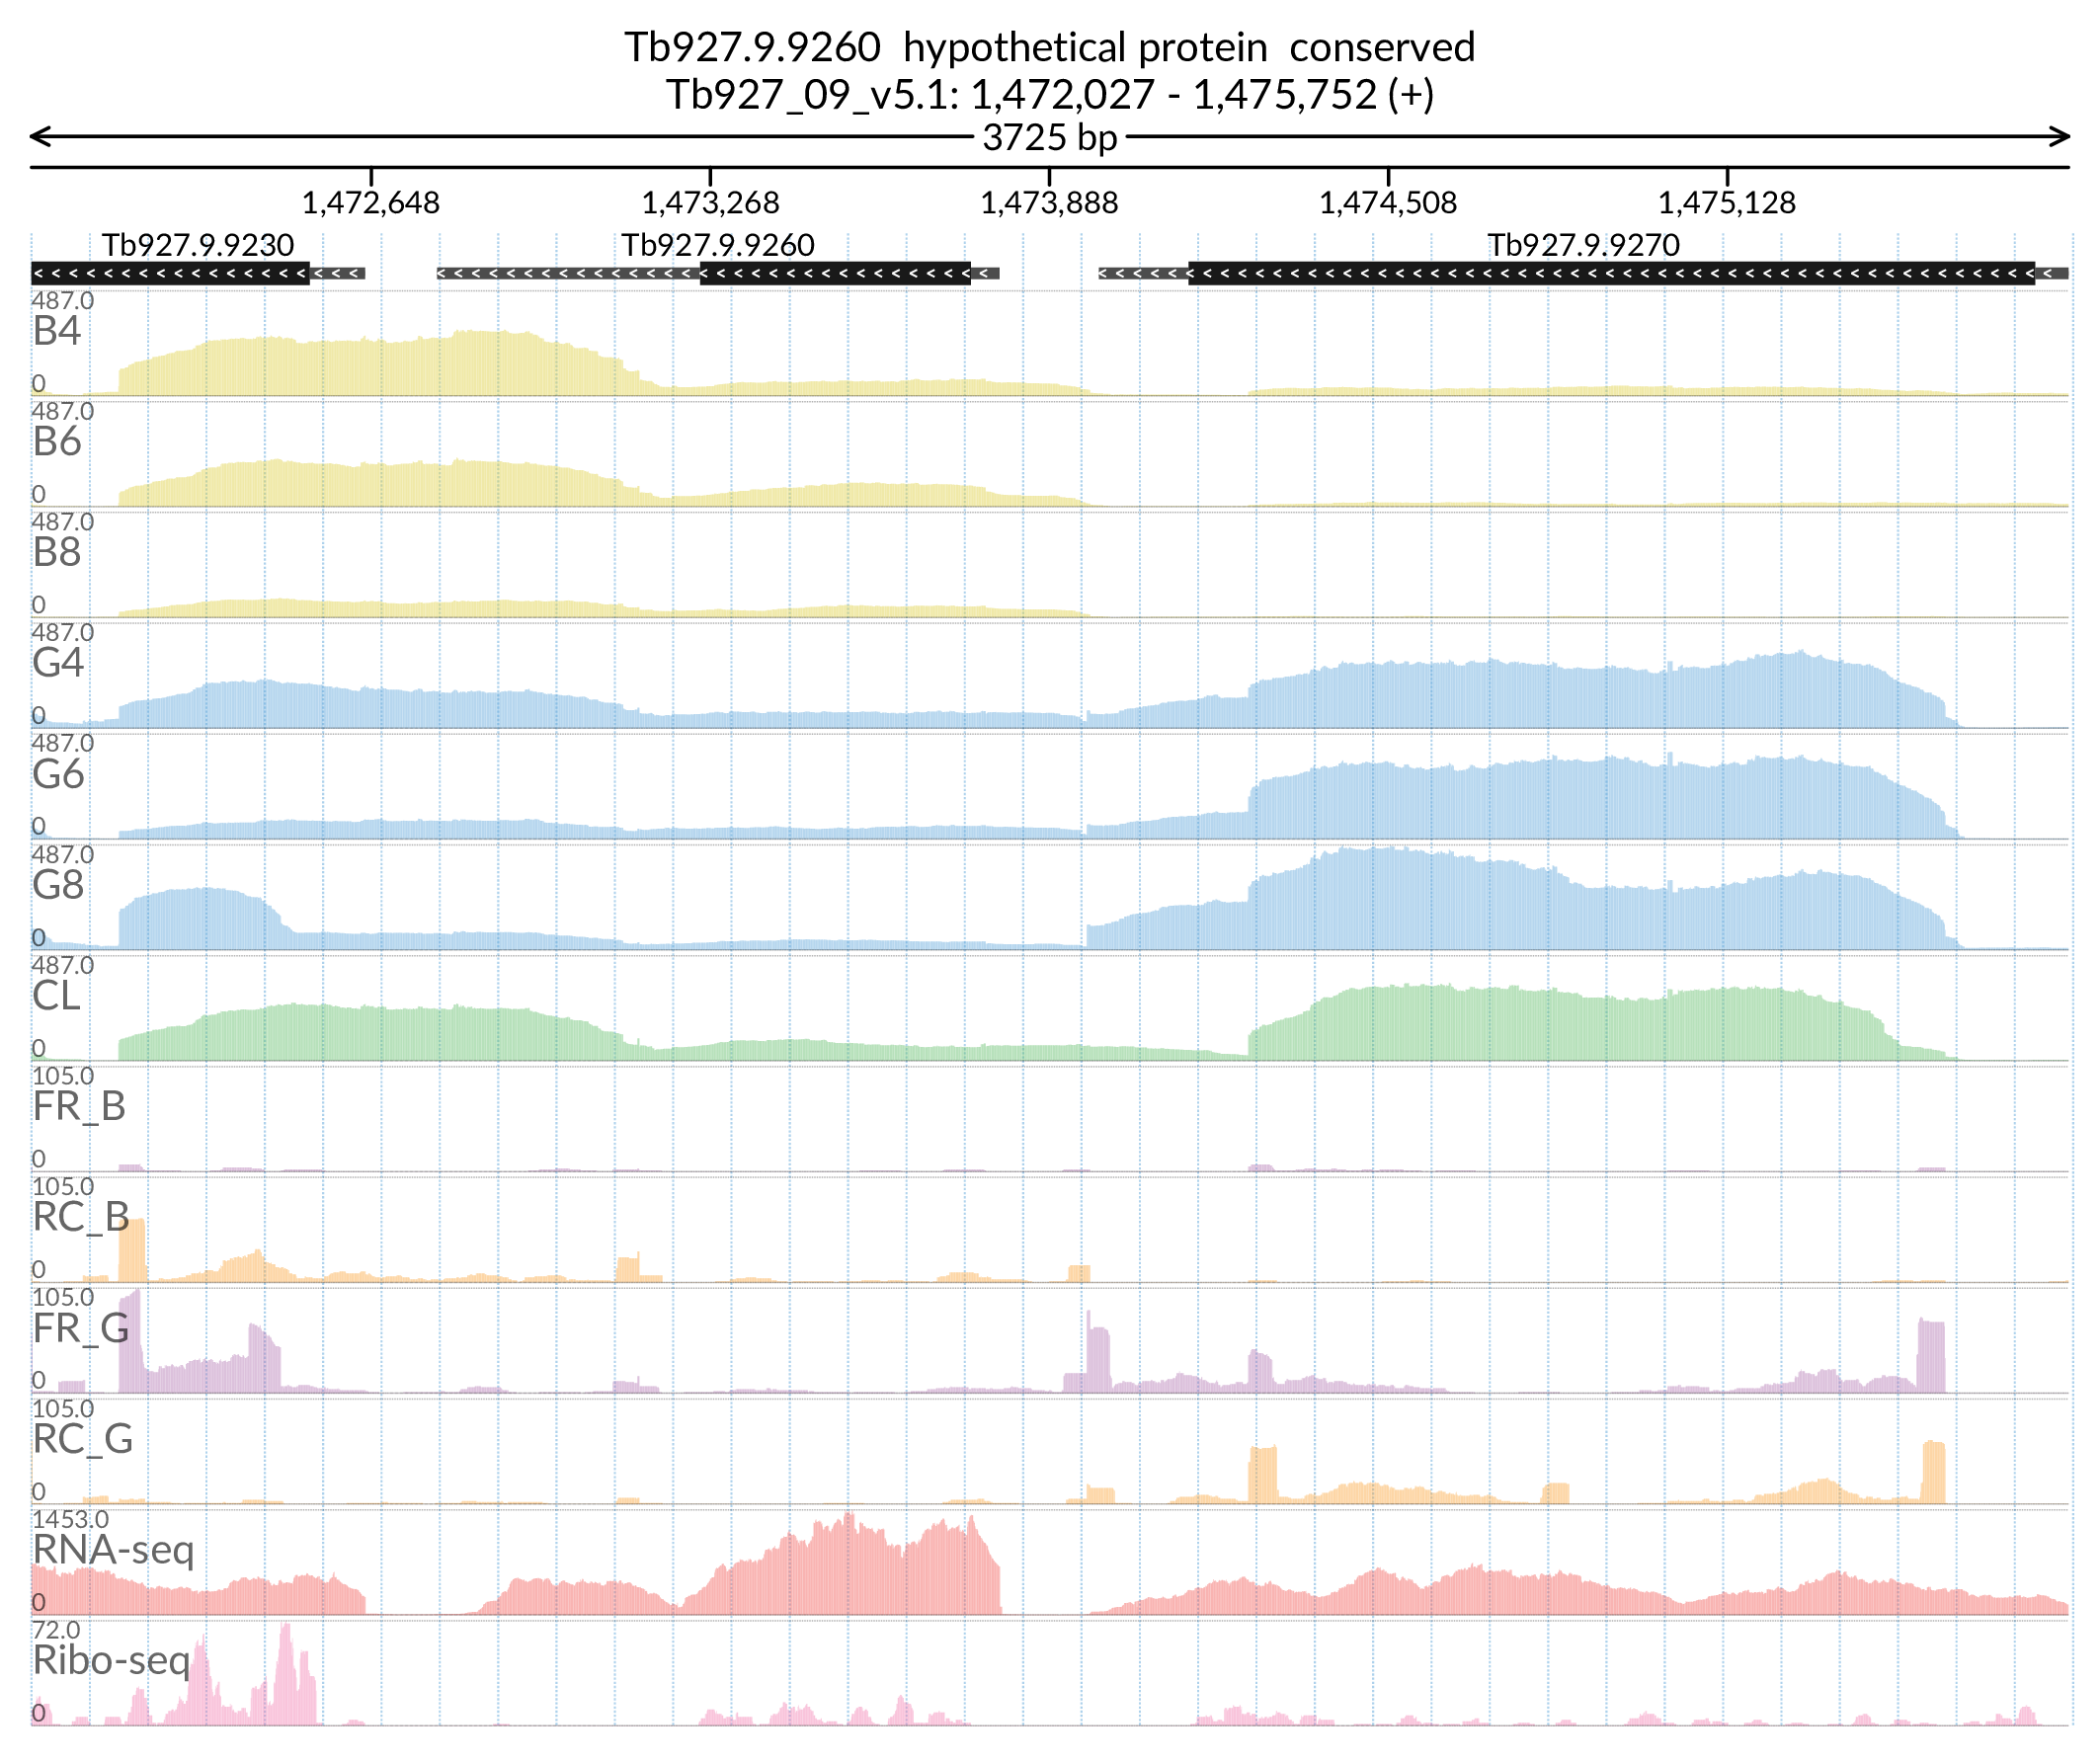 Tb927.9.9260 hypothetical protein conserved
Tb927_09_v5.1: 1,472,027 - 1,475,752 (+)
3725 bp
1,472,648 1,473,268 1,473,888 1,474,508 1,475,128
Tb927.9.9230 Tb927.9.9260 Tb927.9.9270
487.0
B4
0
487.0
B6
0
487.0
B8
0
487.0
G4
0
487.0
G6
0
487.0
G8
0
487.0
CL
0
105.0
FR_B
0
105.0
RC_B
0
105.0
FR_G
0
105.0
RC_G
0
1453.0
RNA-seq
0
72.0
Ribo-seq
0